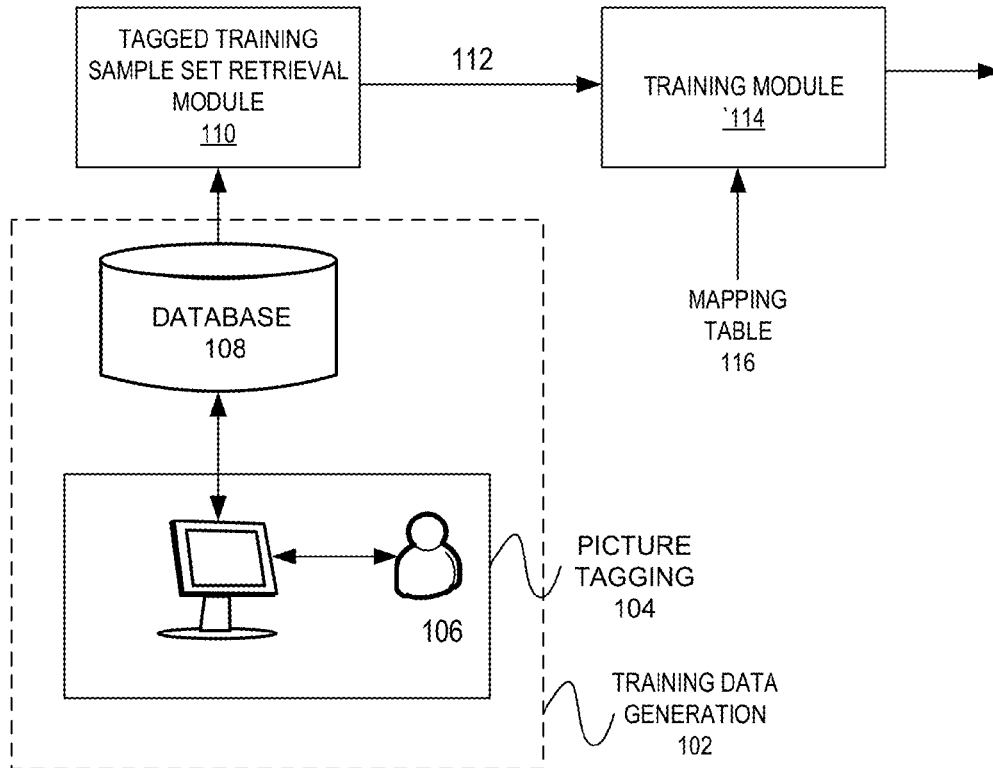 TAGGED TRAINING
SAMPLE SET RETRIEVAL
MODULE
110
112
TRAINING MODULE
`114
DATABASE
108
MAPPING
TABLE
116
106
PICTURE
TAGGING
104
TRAINING DATA
GENERATION
102